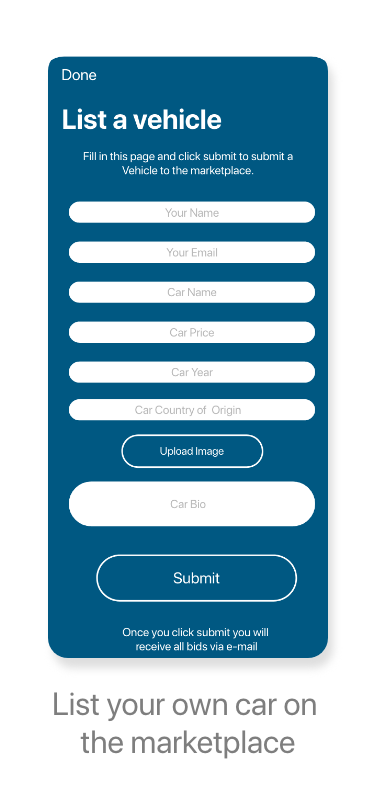 Done
List a vehicle
Fill in this page and click submit to submit a
Vehicle to the marketplace.
Your Name
Your Email
Car Name
Car Price
Car Year
Car Country of  Origin
Upload Image
Car Bio
Submit
Once you click submit you will
receive all bids via e-mail
List your own car on
the marketplace